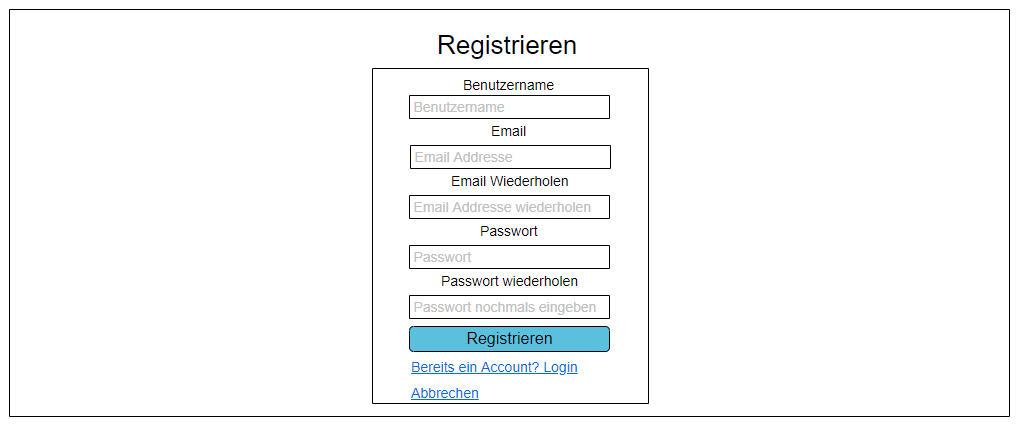 Registrieren
Benutzername
Benutzername
Email
Email Addresse
Email Wiederholen
Email Addresse wiederholen
Passwort
Passwort
Passwort wiederholen
Passwort nochmals eingeben
Registrieren
Bereits ein Account? Login
Abbrechen